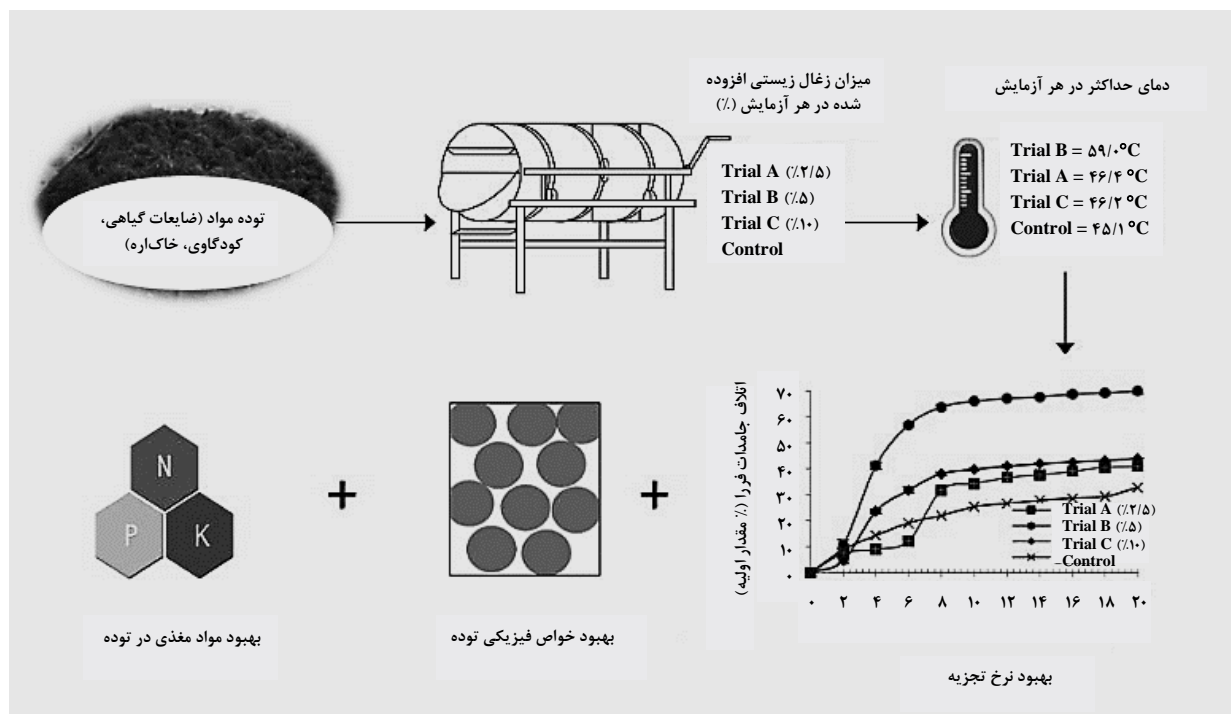 توده مواد (ضایعات گیاهی،
کودگاوی، خاک‌اره)
میزان زغال زیستی افزوده
شده در هر آزمایش (٪)
Trial A (٪۲/۵)
Trial B (٪۵)
Trial C (٪۱۰)
Control
دمای حداکثر در هر آزمایش
Trial B = ۵۹/۰°C
Trial A = ۴۶/۴ °C
Trial C = ۴۶/۲ °C
Control = ۴۵/۱ °C
اتلاف جامدات فررا (٪ مقدار اولیه)
۷۰
۶۰
۵۰
۴۰
۳۰
۲۰
۱۰
۰
۰ ۲ ۴ ۶ ۸ ۱۰ ۱۲ ۱۴ ۱۶ ۱۸ ۲۰
Trial A (٪۲/۵)
Trial B (٪۵)
Trial C (٪۱۰)
Control
بهبود نرخ تجزیه
+
بهبود خواص فیزیکی توده
+
N
P K
بهبود مواد مغذی در توده